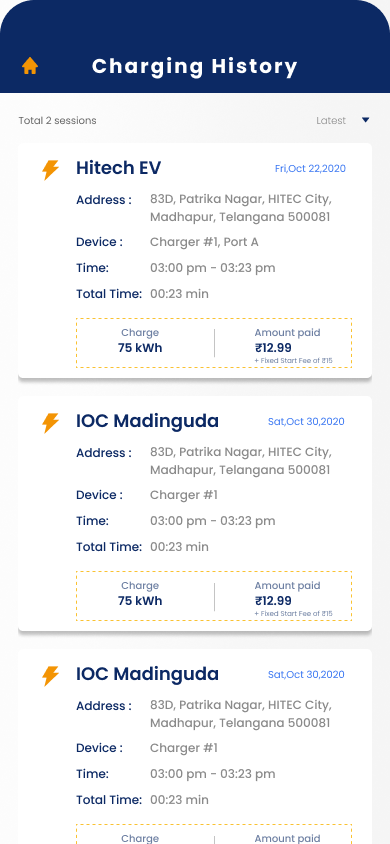 Charging History
Total 2 sessions
Latest
Hitech EV
Fri,Oct 22,2020
Address : 83D, Patrika Nagar, HITEC City,
Madhapur, Telangana 500081
Device : Charger #1, Port A
Time: 03:00 pm - 03:23 pm
Total Time: 00:23 min
Charge
Amount paid
75 kWh
₹12.99
+ Fixed Start Fee of ₹15
IOC Madinguda
Sat,Oct 30,2020
Address : 83D, Patrika Nagar, HITEC City,
Madhapur, Telangana 500081
Device : Charger #1
Time: 03:00 pm - 03:23 pm
Total Time: 00:23 min
Charge
Amount paid
75 kWh
₹12.99
+ Fixed Start Fee of ₹15
IOC Madinguda
Sat,Oct 30,2020
Address : 83D, Patrika Nagar, HITEC City,
Madhapur, Telangana 500081
Device : Charger #1
Time: 03:00 pm - 03:23 pm
Total Time: 00:23 min
Charge
Amount paid